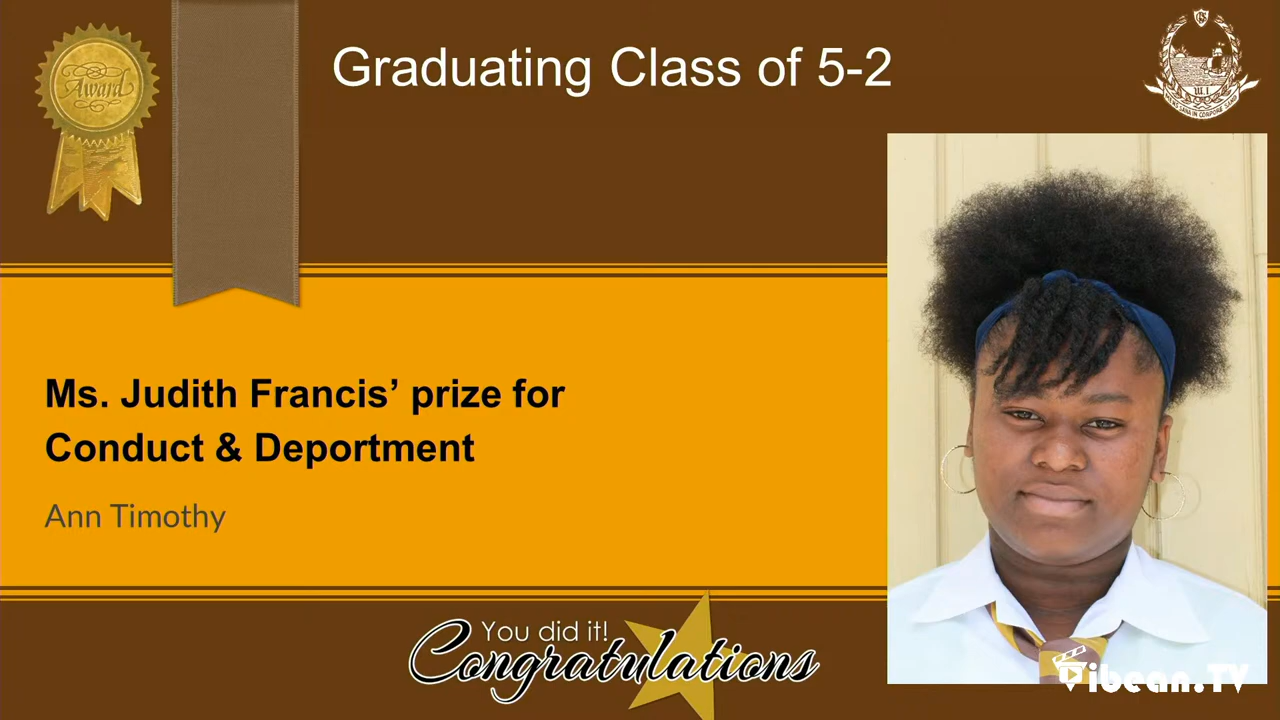 Graduating Class of 5-2
Award
Ms. Judith Francis’ prize for
Conduct & Deportment
Ann Timothy
You did it!
Congratulations
Vibean.TV